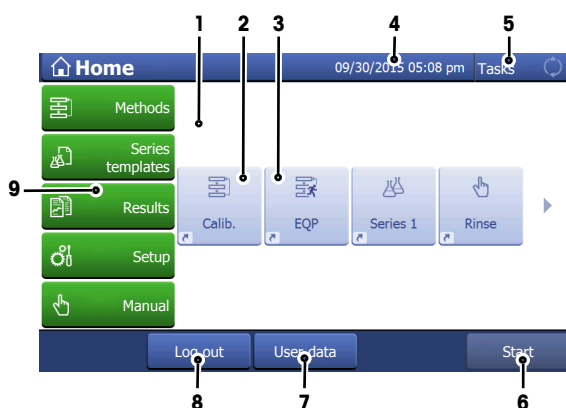 1 2 3 4 5
Home 09/30/2015 05:08 pm Tasks
Methods
Series
templates
9
Results
Calib. EQP Series 1 Rinse
Setup
Manual
Log out User data Start
8 7 6